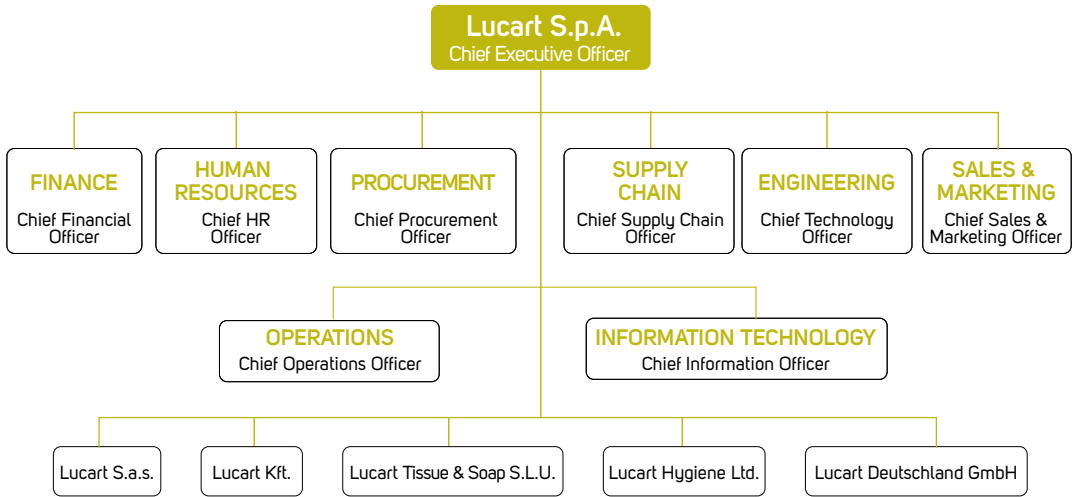 Lucart S.p.A.
Chief Executive Officer
FINANCE
Chief Financial
Officer
HUMAN
RESOURCES
Chief HR
Officer
PROCUREMENT
Chief Procurement
Officer
SUPPLY
CHAIN
Chief Supply Chain
Officer
ENGINEERING
Chief Technology
Officer
SALES &
MARKETING
Chief Sales &
Marketing Officer
OPERATIONS
Chief Operations Officer
INFORMATION TECHNOLOGY
Chief Information Officer
Lucart S.a.s.
Lucart Kft.
Lucart Tissue & Soap S.L.U.
Lucart Hygiene Ltd.
Lucart Deutschland GmbH